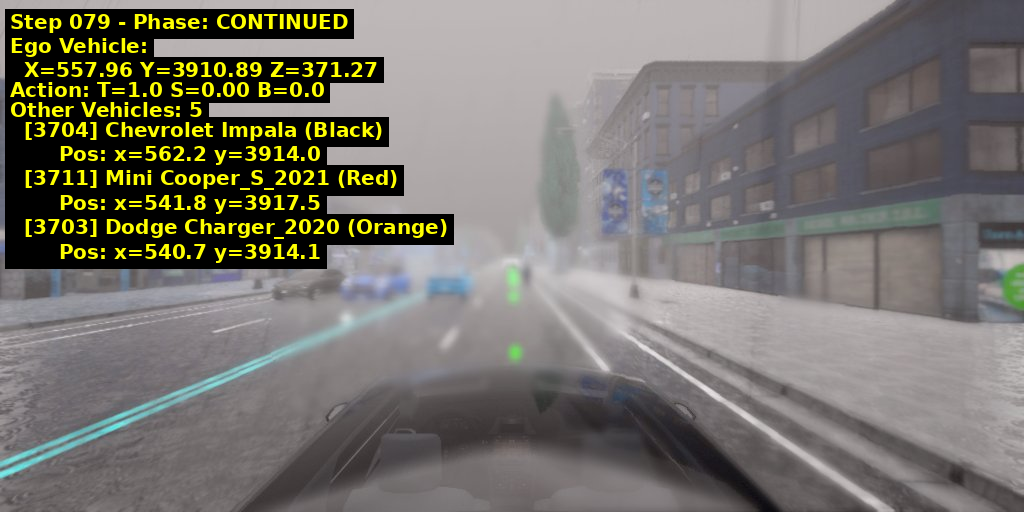 Step 079 - Phase: CONTINUED
Ego Vehicle:
X=557.96 Y=3910.89 Z=371.27
Action: T=1.0 S=0.00 B=0.0
Other Vehicles: 5
[3704] Chevrolet Impala (Black)
Pos: x=562.2 y=3914.0
[3711] Mini Cooper_S_2021 (Red)
Pos: x=541.8 y=3917.5
[3703] Dodge Charger_2020 (Orange)
Pos: x=540.7 y=3914.1